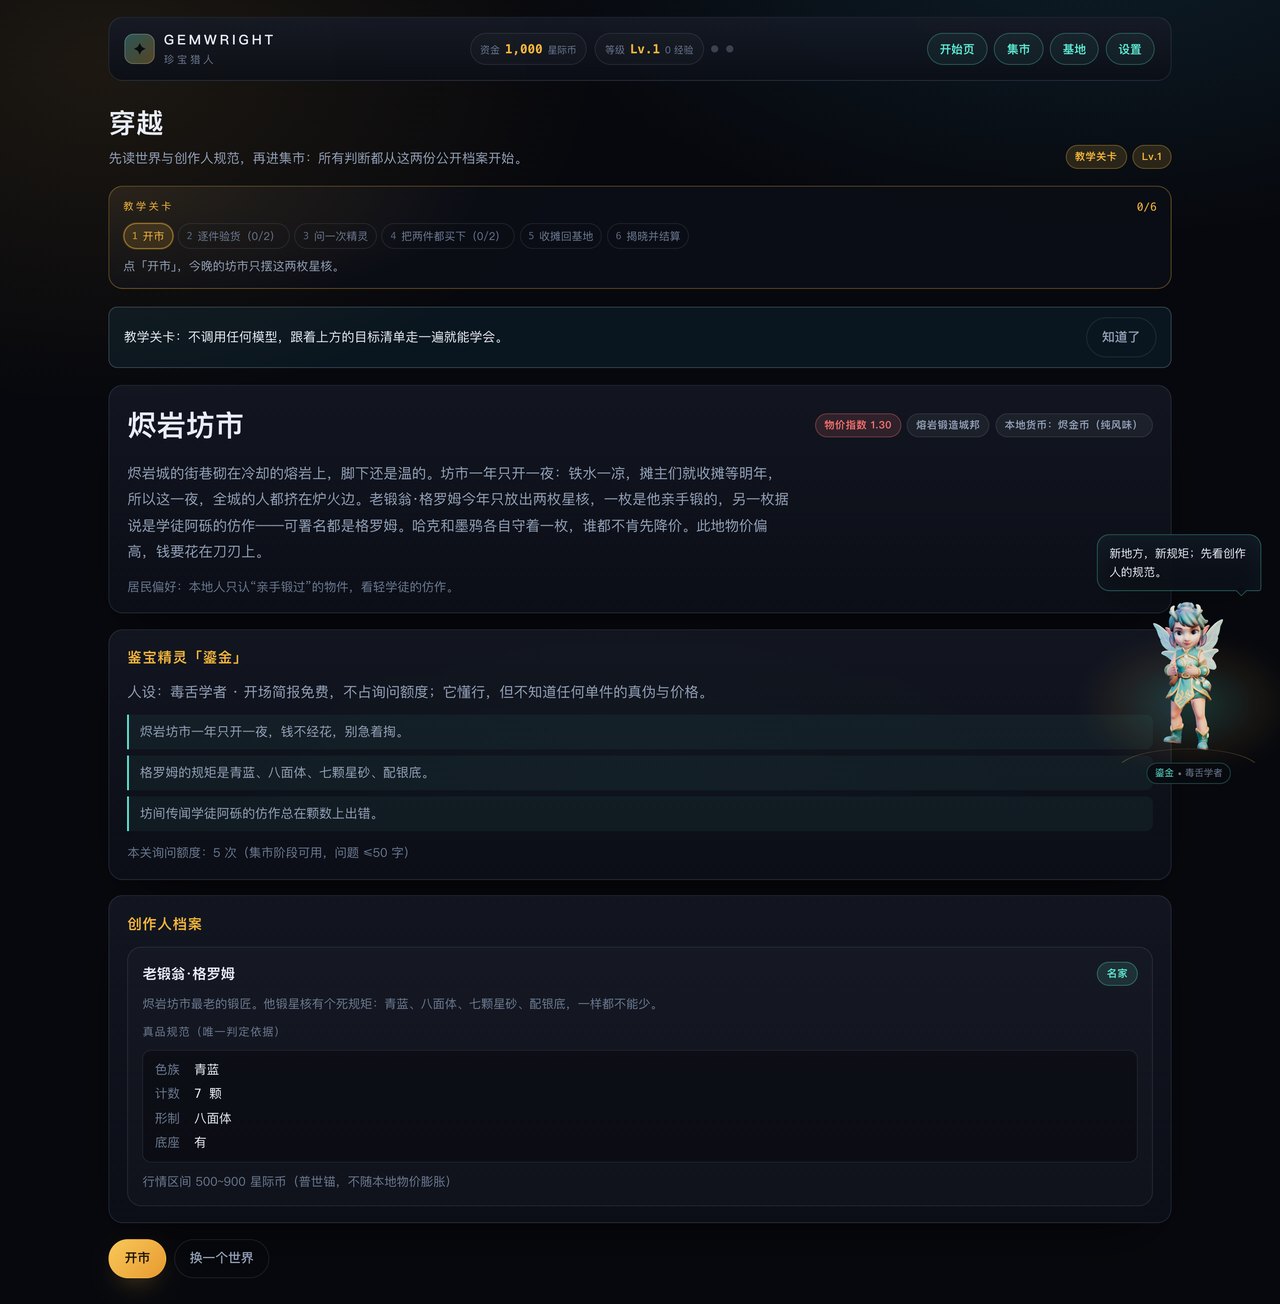 GEMWRIGHT
珍宝猎人
资金 1,000 星际币
等级 Lv.1 0 经验
开始页
集市
基地
设置
穿越
先读世界与创作人规范，再进集市：所有判断都从这两份公开档案开始。
教学关卡
Lv.1
教学关卡
0/6
1 开市
2 逐件验货（0/2）
3 问一次精灵
4 把两件都买下（0/2）
5 收摊回基地
6 揭晓并结算
点「开市」，今晚的坊市只摆这两枚星核。
教学关卡：不调用任何模型，跟着上方的目标清单走一遍就能学会。
知道了
烬岩坊市
物价指数 1.30
熔岩锻造城邦
本地货币：烬金币（纯风味）
烬岩城的街巷砌在冷却的熔岩上，脚下还是温的。坊市一年只开一夜：铁水一凉，摊主们就收摊等明年，
所以这一夜，全城的人都挤在炉火边。老锻翁·格罗姆今年只放出两枚星核，一枚是他亲手锻的，另一枚据
说是学徒阿砾的仿作——可署名都是格罗姆。哈克和墨鸦各自守着一枚，谁都不肯先降价。此地物价偏
高，钱要花在刀刃上。
居民偏好：本地人只认“亲手锻过”的物件，看轻学徒的仿作。
新地方，新规矩；先看创作
人的规范。
鎏金 • 毒舌学者
鉴宝精灵「鎏金」
人设：毒舌学者 · 开场简报免费，不占询问额度；它懂行，但不知道任何单件的真伪与价格。
烬岩坊市一年只开一夜，钱不经花，别急着掏。
格罗姆的规矩是青蓝、八面体、七颗星砂、配银底。
坊间传闻学徒阿砾的仿作总在颗数上出错。
本关询问额度：5 次（集市阶段可用，问题 ≤50 字）
创作人档案
老锻翁·格罗姆
名家
烬岩坊市最老的锻匠。他锻星核有个死规矩：青蓝、八面体、七颗星砂、配银底，一样都不能少。
真品规范（唯一判定依据）
色族 青蓝
计数 7 颗
形制 八面体
底座 有
行情区间 500~900 星际币（普世锚，不随本地物价膨胀）
开市
换一个世界